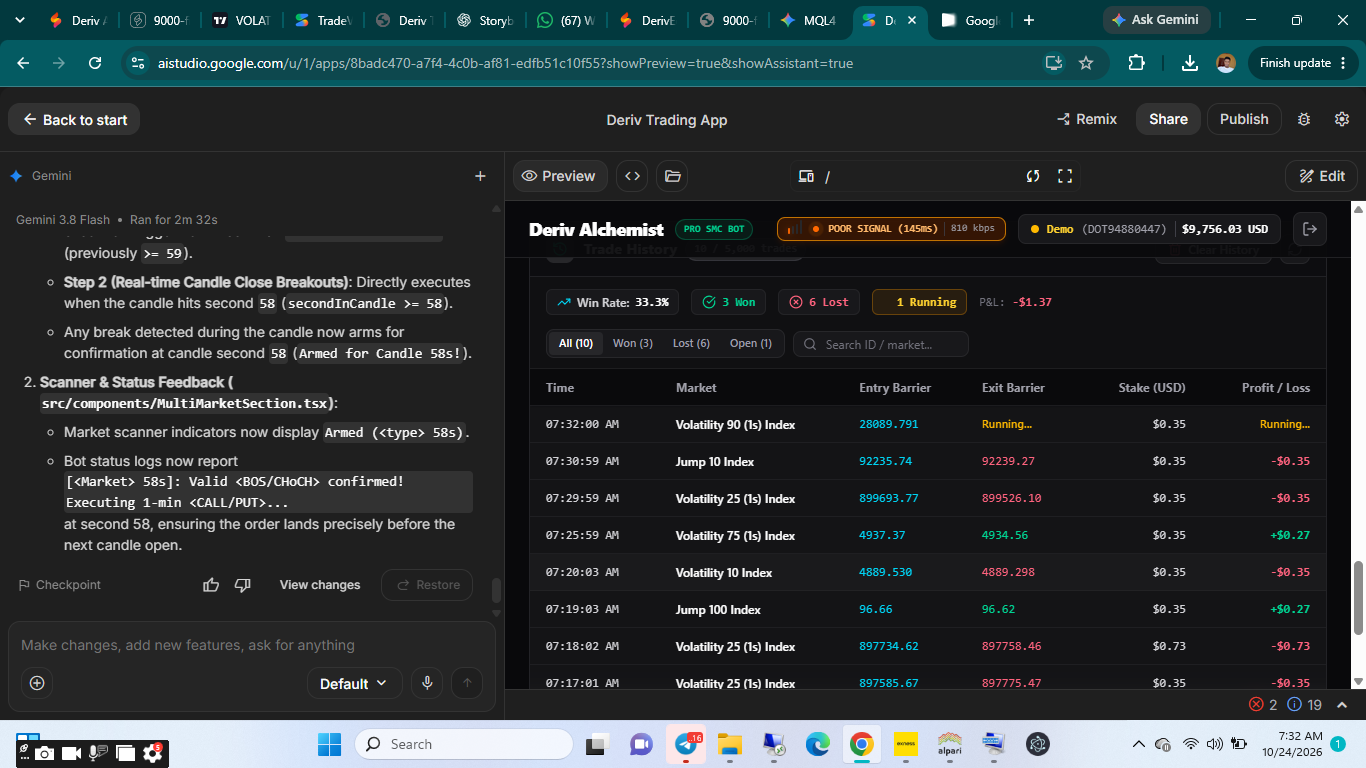 Deriv A
9000-f
VOLAT
TradeV
Deriv T
Storyb
(67) W
DerivE
9000-f
MQL4
De
Googl
Ask Gemini
aistudio.google.com/u/1/apps/8badc470-a7f4-4c0b-af81-edfb51c10f55?showPreview=true&showAssistant=true
Finish update
Back to start
Deriv Trading App
Remix
Share
Publish
Gemini
Preview
/
Edit
Gemini 3.8 Flash • Ran for 2m 32s
(previously >= 59).
Step 2 (Real-time Candle Close Breakouts): Directly executes
when the candle hits second 58 (secondInCandle >= 58).
Any break detected during the candle now arms for
confirmation at candle second 58 (Armed for Candle 58s!).
2. Scanner & Status Feedback (
src/components/MultiMarketSection.tsx):
Market scanner indicators now display Armed (<type> 58s).
Bot status logs now report
[<Market> 58s]: Valid <BOS/CHoCH> confirmed!
Executing 1-min <CALL/PUT>...
at second 58, ensuring the order lands precisely before the
next candle open.
Checkpoint
View changes
Restore
Make changes, add new features, ask for anything
Default
Deriv Alchemist
PRO SMC BOT
POOR SIGNAL (145ms)
810 kbps
Demo (DOT94880447)
$9,756.03 USD
Trade History
Clear History
Win Rate: 33.3%
3 Won
6 Lost
1 Running
P&L: -$1.37
All (10)
Won (3)
Lost (6)
Open (1)
Search ID / market...
Time Market Entry Barrier Exit Barrier Stake (USD) Profit / Loss
07:32:00 AM Volatility 90 (1s) Index 28089.791 Running... $0.35 Running...
07:30:59 AM Jump 10 Index 92235.74 92239.27 $0.35 -$0.35
07:29:59 AM Volatility 25 (1s) Index 899693.77 899526.10 $0.35 -$0.35
07:25:59 AM Volatility 75 (1s) Index 4937.37 4934.56 $0.35 +$0.27
07:20:03 AM Volatility 10 Index 4889.530 4889.298 $0.35 -$0.35
07:19:03 AM Jump 100 Index 96.66 96.62 $0.35 +$0.27
07:18:02 AM Volatility 25 (1s) Index 897734.62 897758.46 $0.73 -$0.73
07:17:01 AM Volatility 25 (1s) Index 897585.67 897775.47 $0.35 -$0.35
2
19
5
Search
16
exness
alpari
7:32 AM
10/24/2026
1